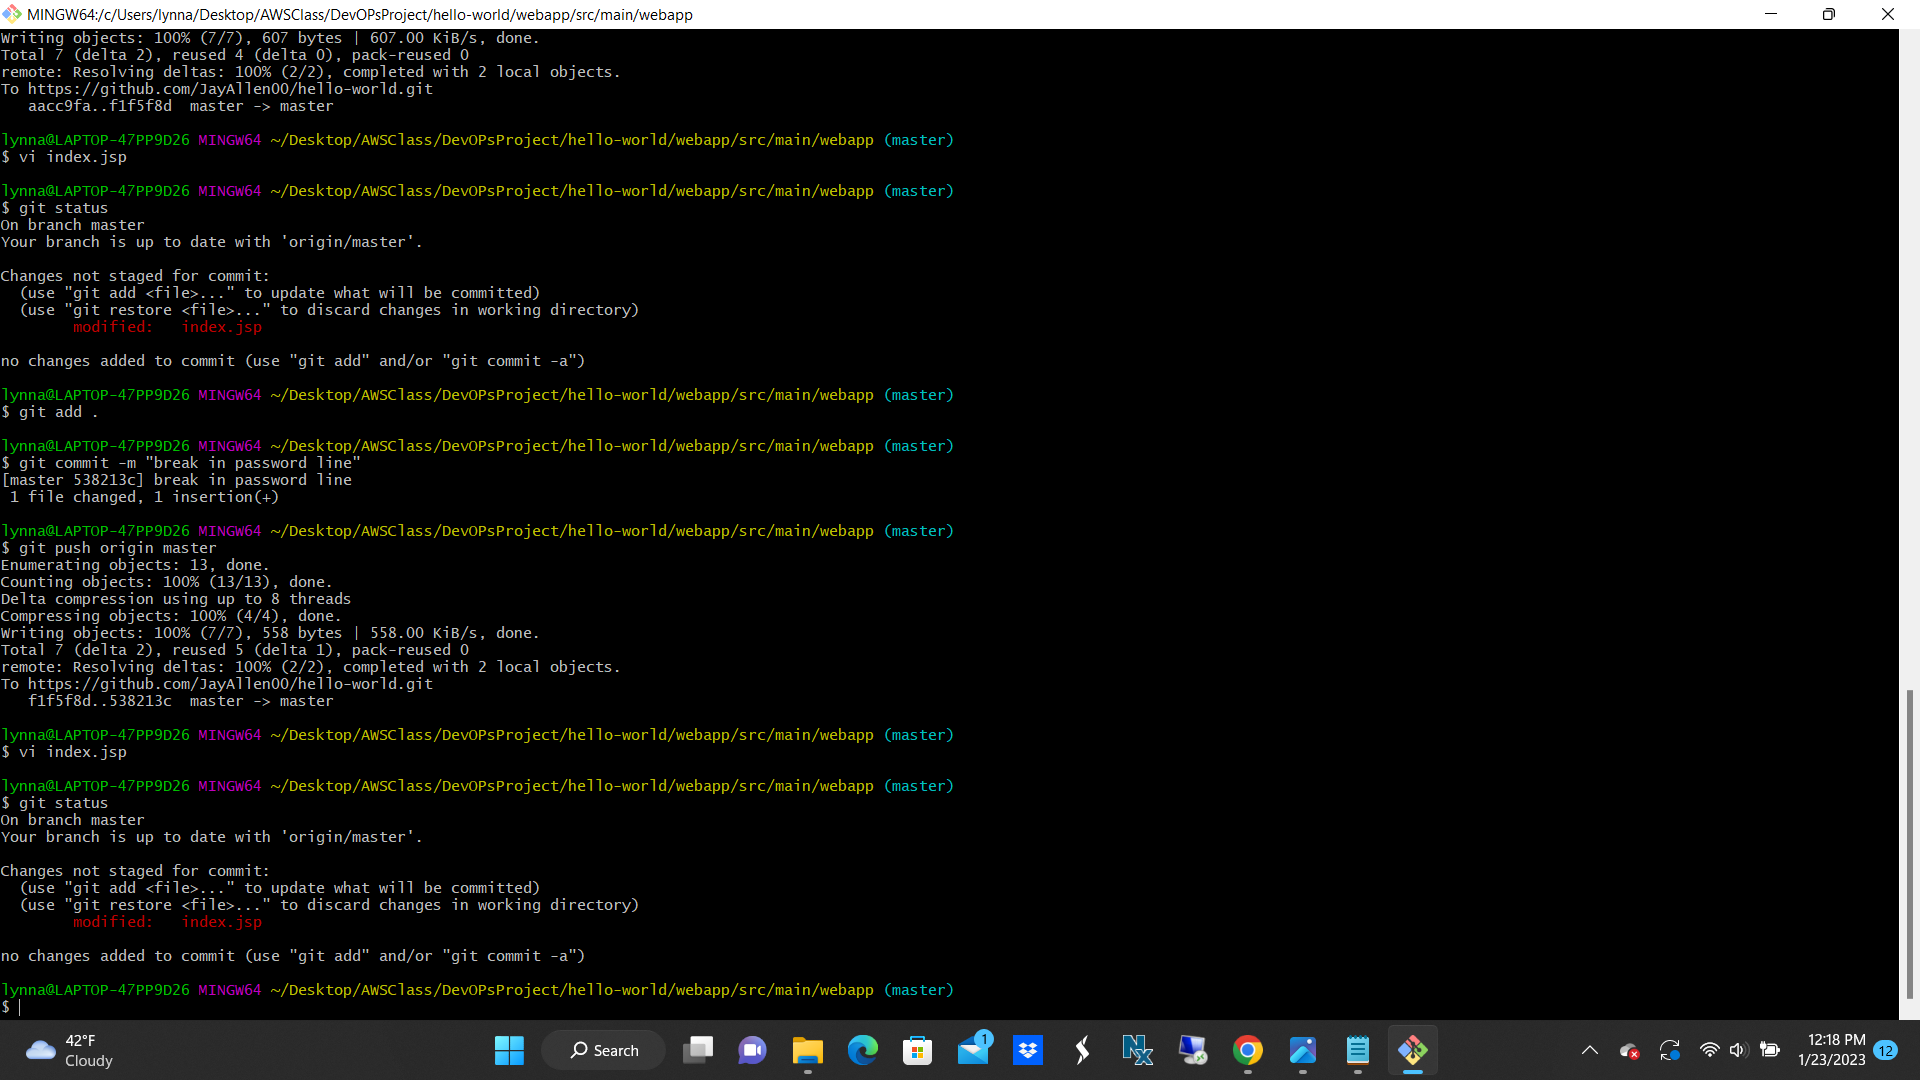 MINGW64:/c/Users/lynna/Desktop/AWSClass/DevOPsProject/hello-world/webapp/src/main/webapp
Writing objects: 100% (7/7), 607 bytes | 607.00 KiB/s, done.
Total 7 (delta 2), reused 4 (delta 0), pack-reused 0
remote: Resolving deltas: 100% (2/2), completed with 2 local objects.
To https://github.com/JayAllen00/hello-world.git
   aacc9fa..f1f5f8d  master -> master

lynna@LAPTOP-47PP9D26 MINGW64 ~/Desktop/AWSClass/DevOPsProject/hello-world/webapp/src/main/webapp (master)
$ vi index.jsp

lynna@LAPTOP-47PP9D26 MINGW64 ~/Desktop/AWSClass/DevOPsProject/hello-world/webapp/src/main/webapp (master)
$ git status
On branch master
Your branch is up to date with 'origin/master'.

Changes not staged for commit:
  (use "git add <file>..." to update what will be committed)
  (use "git restore <file>..." to discard changes in working directory)
        modified:   index.jsp

no changes added to commit (use "git add" and/or "git commit -a")

lynna@LAPTOP-47PP9D26 MINGW64 ~/Desktop/AWSClass/DevOPsProject/hello-world/webapp/src/main/webapp (master)
$ git add .

lynna@LAPTOP-47PP9D26 MINGW64 ~/Desktop/AWSClass/DevOPsProject/hello-world/webapp/src/main/webapp (master)
$ git commit -m "break in password line"
[master 538213c] break in password line
 1 file changed, 1 insertion(+)

lynna@LAPTOP-47PP9D26 MINGW64 ~/Desktop/AWSClass/DevOPsProject/hello-world/webapp/src/main/webapp (master)
$ git push origin master
Enumerating objects: 13, done.
Counting objects: 100% (13/13), done.
Delta compression using up to 8 threads
Compressing objects: 100% (4/4), done.
Writing objects: 100% (7/7), 558 bytes | 558.00 KiB/s, done.
Total 7 (delta 2), reused 5 (delta 1), pack-reused 0
remote: Resolving deltas: 100% (2/2), completed with 2 local objects.
To https://github.com/JayAllen00/hello-world.git
   f1f5f8d..538213c  master -> master

lynna@LAPTOP-47PP9D26 MINGW64 ~/Desktop/AWSClass/DevOPsProject/hello-world/webapp/src/main/webapp (master)
$ vi index.jsp

lynna@LAPTOP-47PP9D26 MINGW64 ~/Desktop/AWSClass/DevOPsProject/hello-world/webapp/src/main/webapp (master)
$ git status
On branch master
Your branch is up to date with 'origin/master'.

Changes not staged for commit:
  (use "git add <file>..." to update what will be committed)
  (use "git restore <file>..." to discard changes in working directory)
        modified:   index.jsp

no changes added to commit (use "git add" and/or "git commit -a")

lynna@LAPTOP-47PP9D26 MINGW64 ~/Desktop/AWSClass/DevOPsProject/hello-world/webapp/src/main/webapp (master)
$
42°F
Cloudy
Search
1
12:18 PM
1/23/2023
12